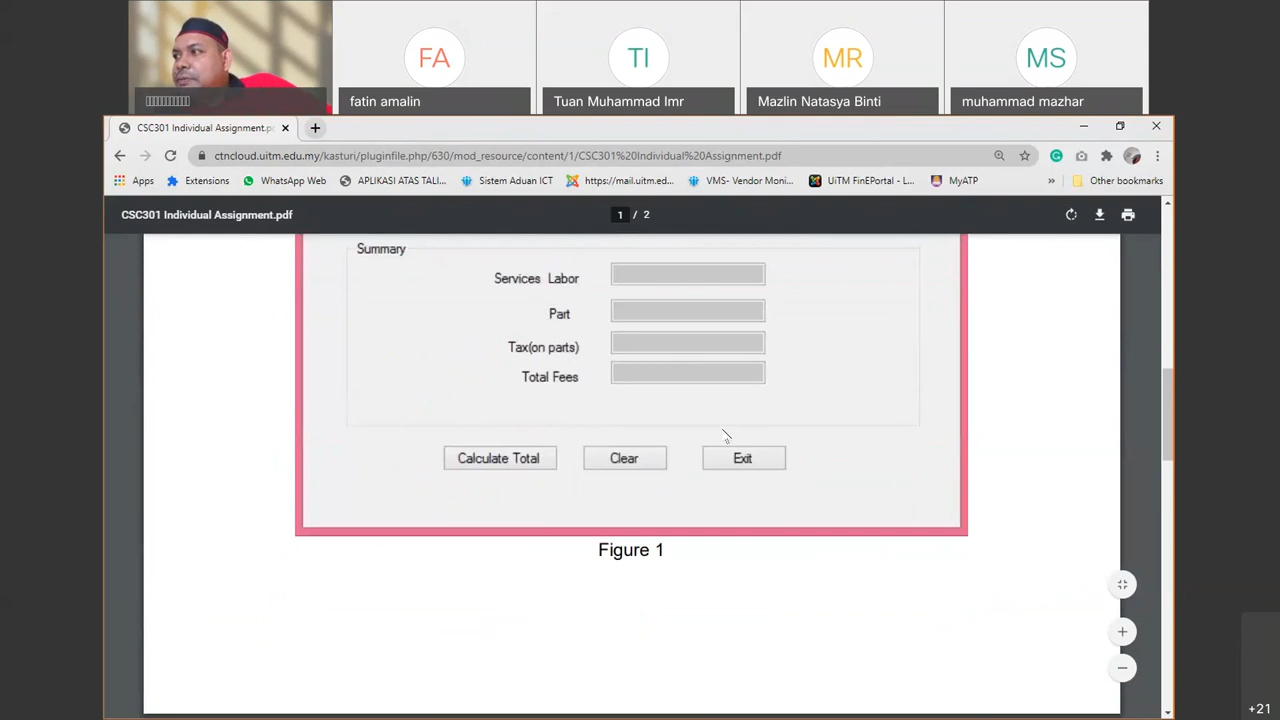 FA
TI
MR
MS
fatin amalin
Tuan Muhammad Imr
Mazlin Natasya Binti
muhammad mazhar
CSC301 Individual Assignment.pd
ctncloud.uitm.edu.my/kasturi/pluginfile.php/630/mod_resource/content/1/CSC301%20Individual%20Assignment.pdf
Apps
Extensions
WhatsApp Web
APLIKASI ATAS TALI...
Sistem Aduan ICT
https://mail.uitm.ed...
VMS- Vendor Moni...
UiTM FinEPortal - L...
MyATP
»
Other bookmarks
CSC301 Individual Assignment.pdf
1 / 2
Summary
Services Labor
Part
Tax(on parts)
Total Fees
Calculate Total
Clear
Exit
Figure 1
+21